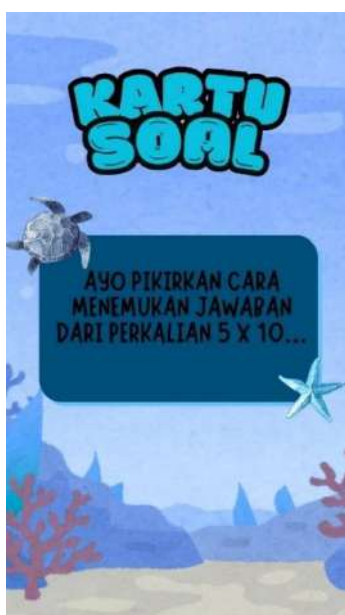 KARTU
SOAL
AYO PIKIRKAN CARA
MENEMUKAN JAWABAN
DARI PERKALIAN 5 X 10...